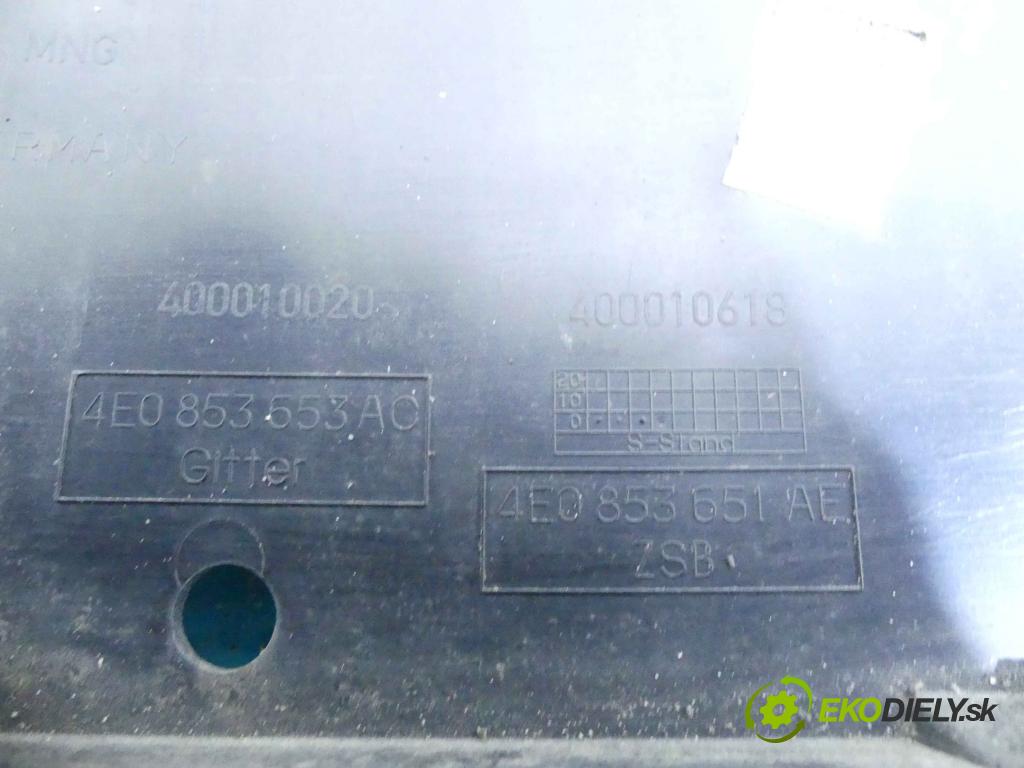 MNG
RMANY
400010020
400010618
4E0 853 653 AC
Gitter
20
10
0
S-Stand
4E0 853 651 AE
ZSB
EKODIELY.sk